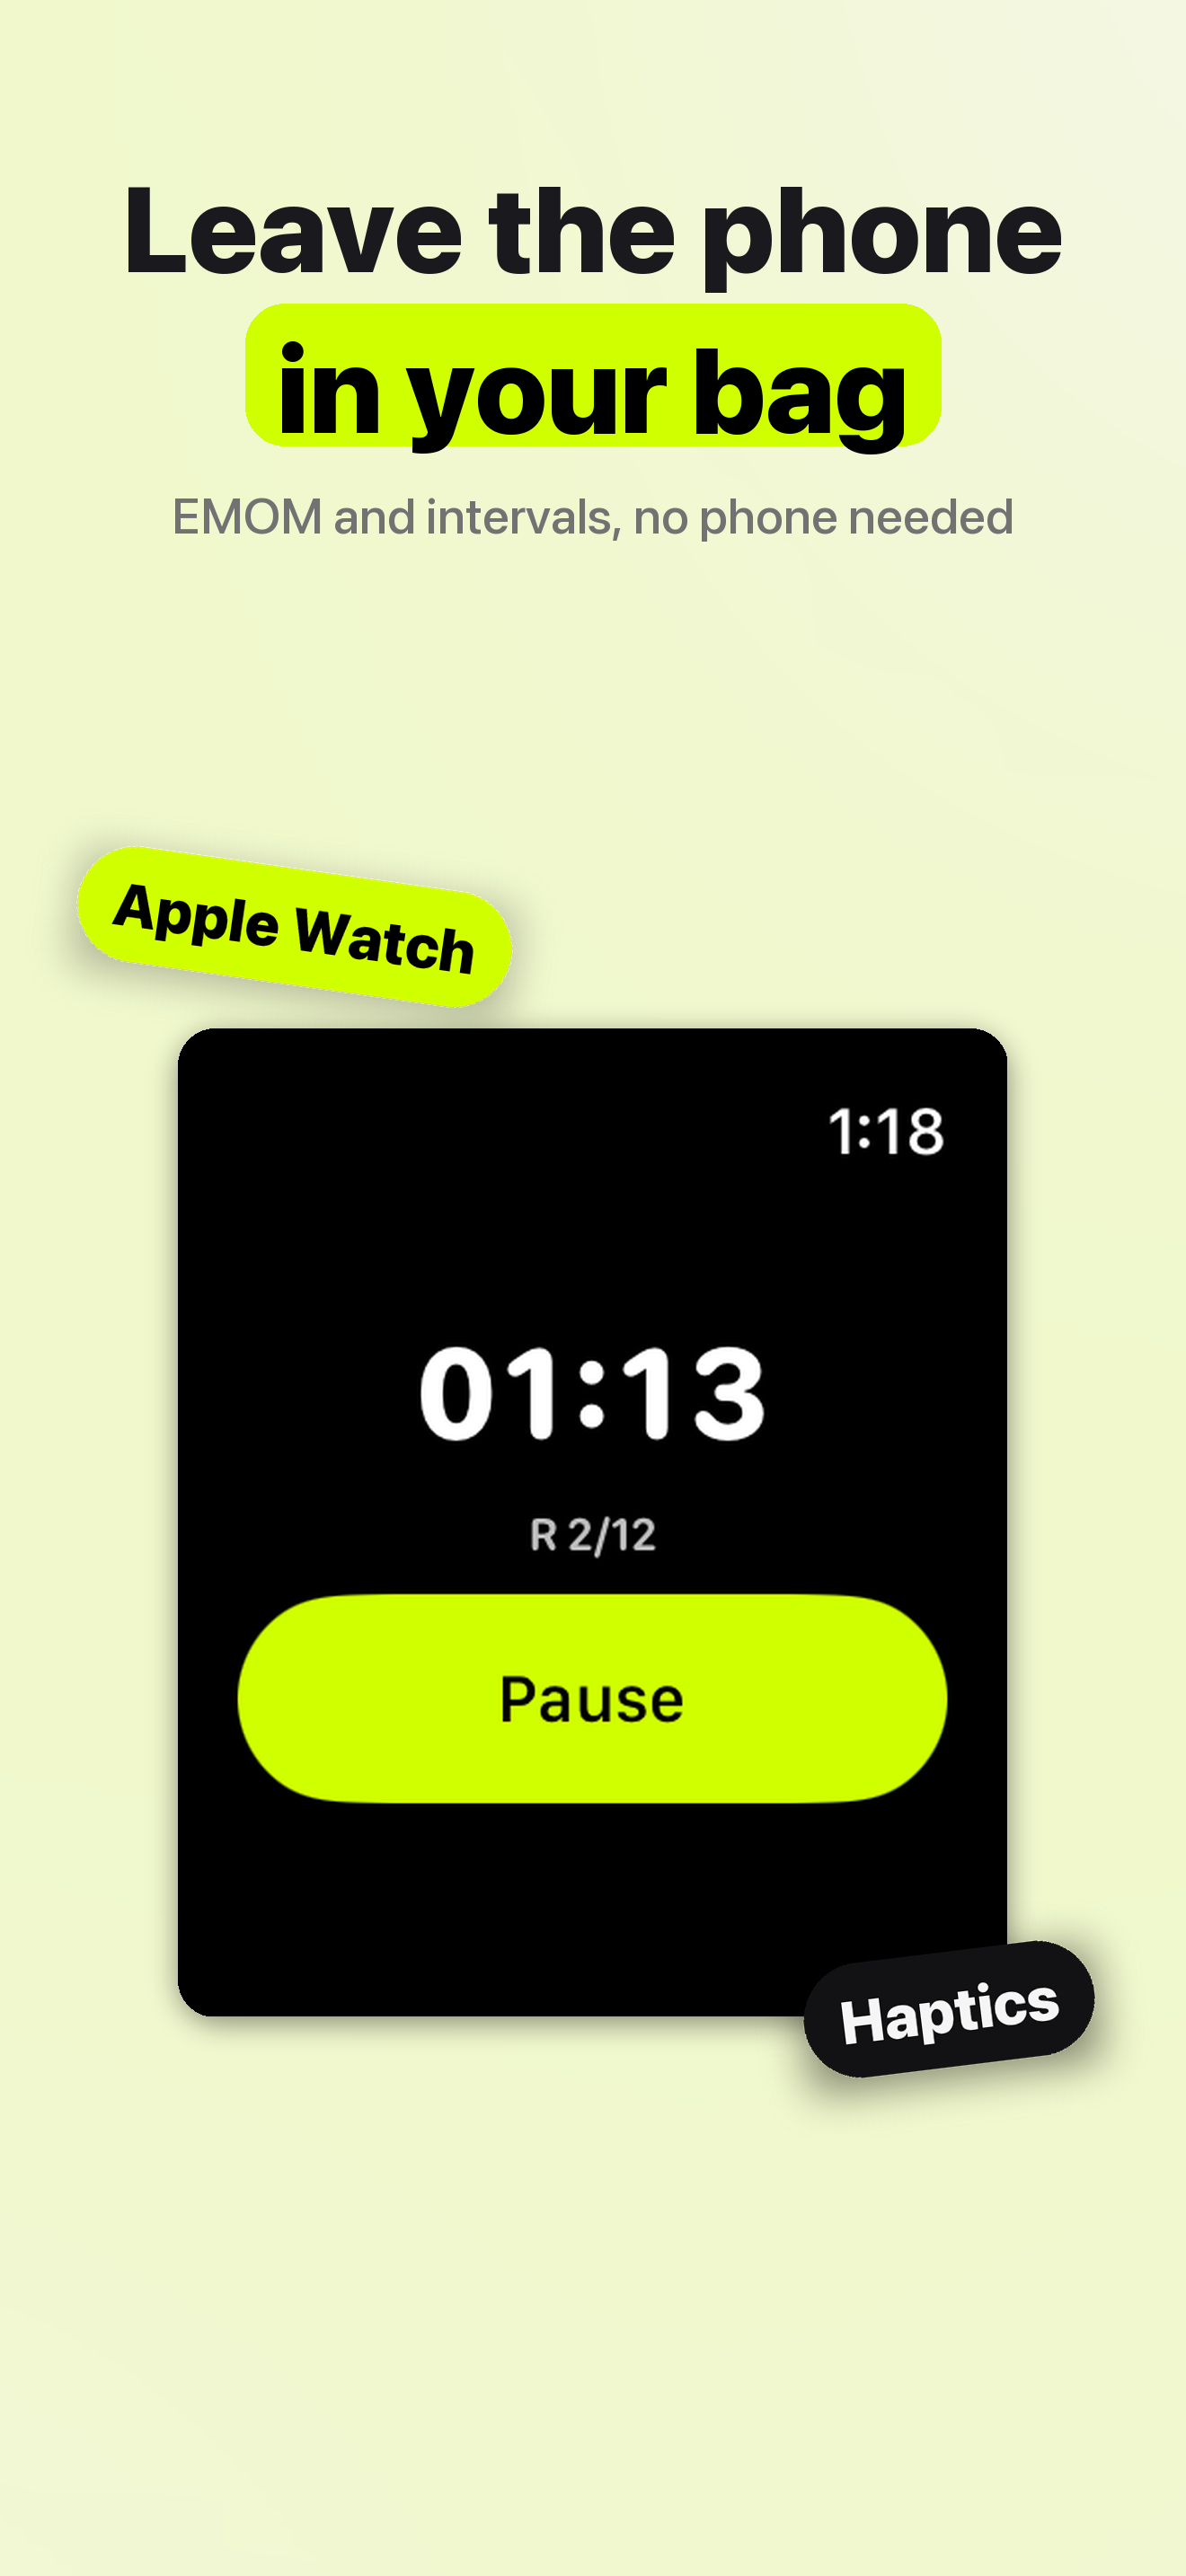 Leave the phone
in your bag
EMOM and intervals, no phone needed
Apple Watch
1:18
01:13
R 2/12
Pause
Haptics